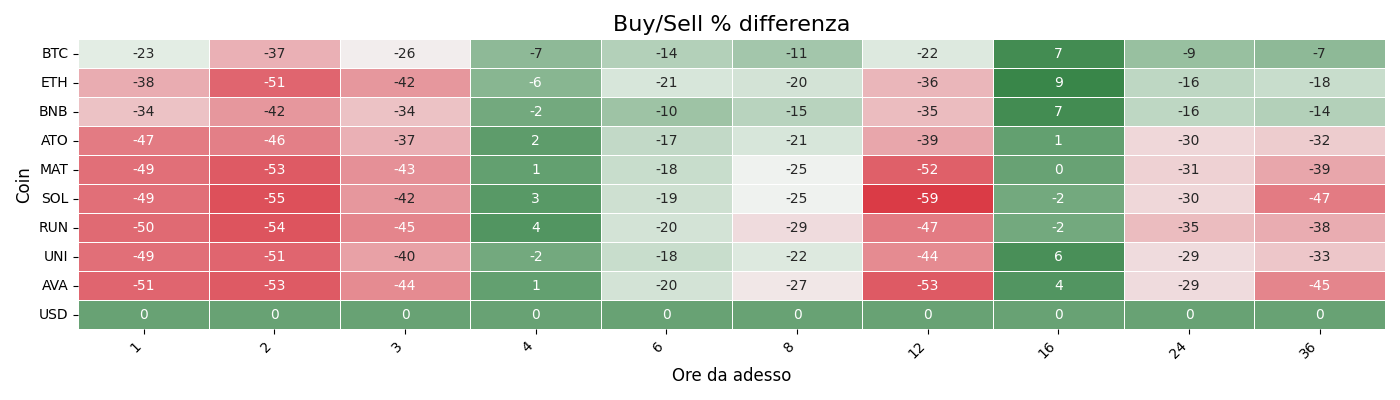 Buy/Sell % differenza
Coin
BTC -23 -37 -26 -7 -14 -11 -22 7 -9 -7
ETH -38 -51 -42 -6 -21 -20 -36 9 -16 -18
BNB -34 -42 -34 -2 -10 -15 -35 7 -16 -14
ATO -47 -46 -37 2 -17 -21 -39 1 -30 -32
MAT -49 -53 -43 1 -18 -25 -52 0 -31 -39
SOL -49 -55 -42 3 -19 -25 -59 -2 -30 -47
RUN -50 -54 -45 4 -20 -29 -47 -2 -35 -38
UNI -49 -51 -40 -2 -18 -22 -44 6 -29 -33
AVA -51 -53 -44 1 -20 -27 -53 4 -29 -45
USD 0 0 0 0 0 0 0 0 0 0
1 2 3 4 6 8 12 16 24 36
Ore da adesso